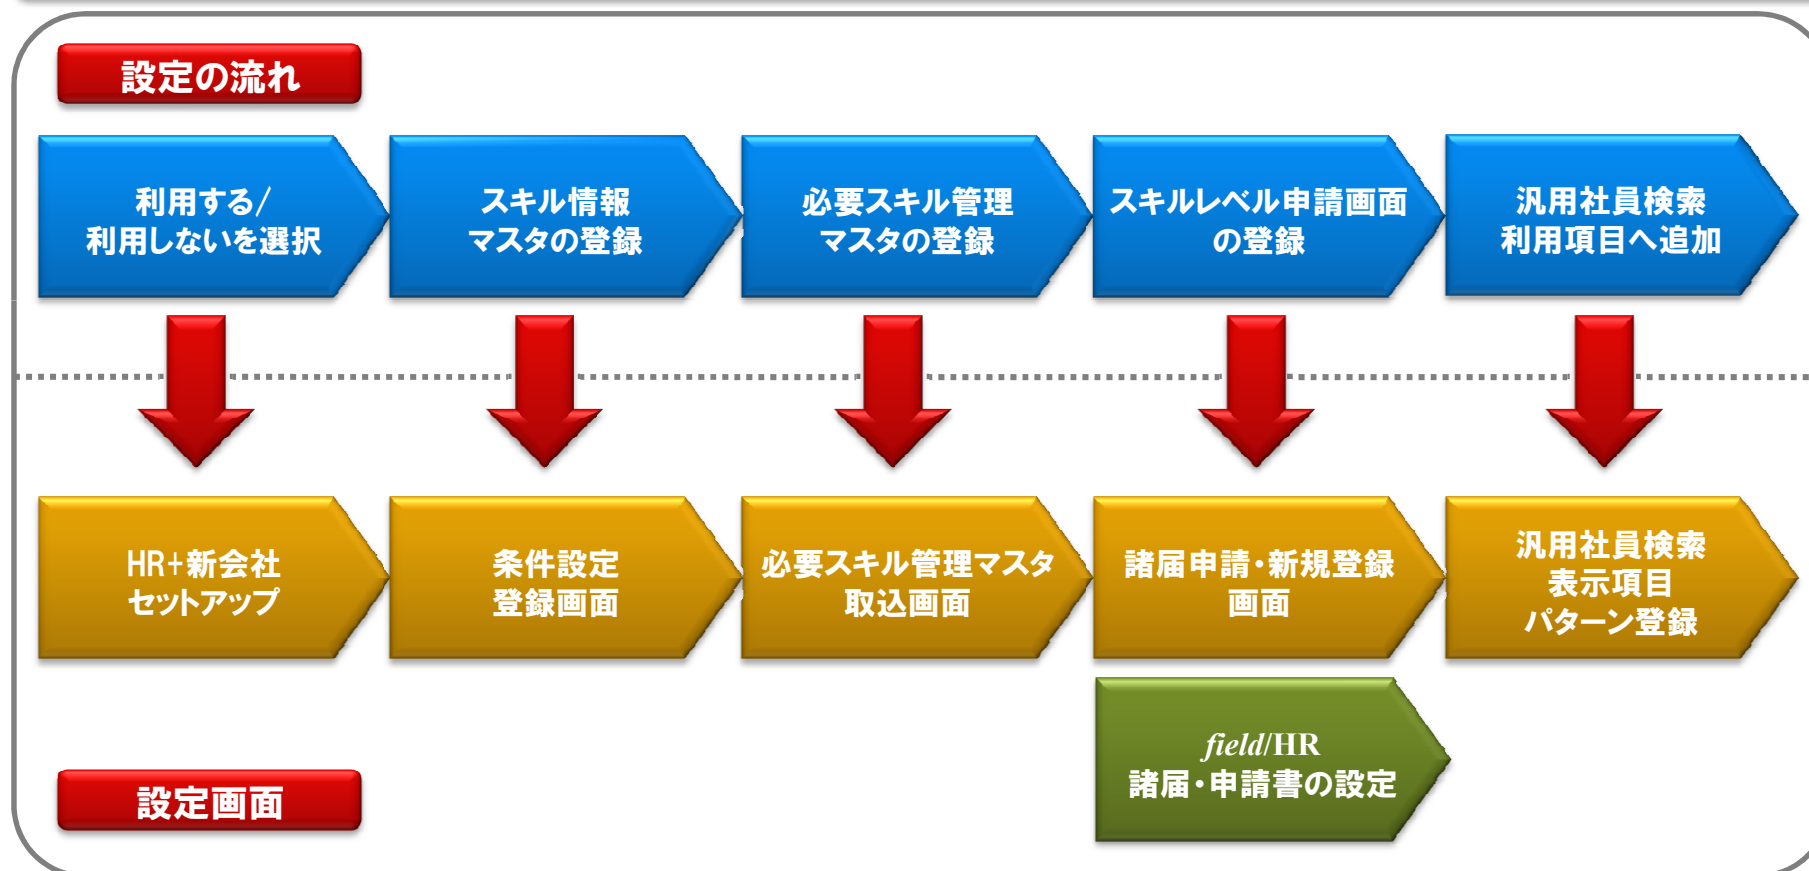 設定の流れ
利用する/
利用しないを選択
スキル情報
マスタの登録
必要スキル管理
マスタの登録
スキルレベル申請画面
の登録
汎用社員検索
利用項目へ追加
HR+新会社
セットアップ
条件設定
登録画面
必要スキル管理マスタ
取込画面
諸届申請・新規登録
画面
汎用社員検索
表示項目
パターン登録
field/HR
諸届・申請書の設定
設定画面